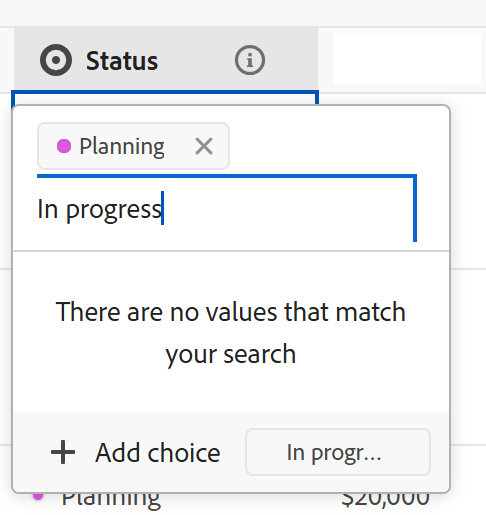 Status
Planning
In progress
There are no values that match
your search
Add choice
In progr...
Planning $20,000